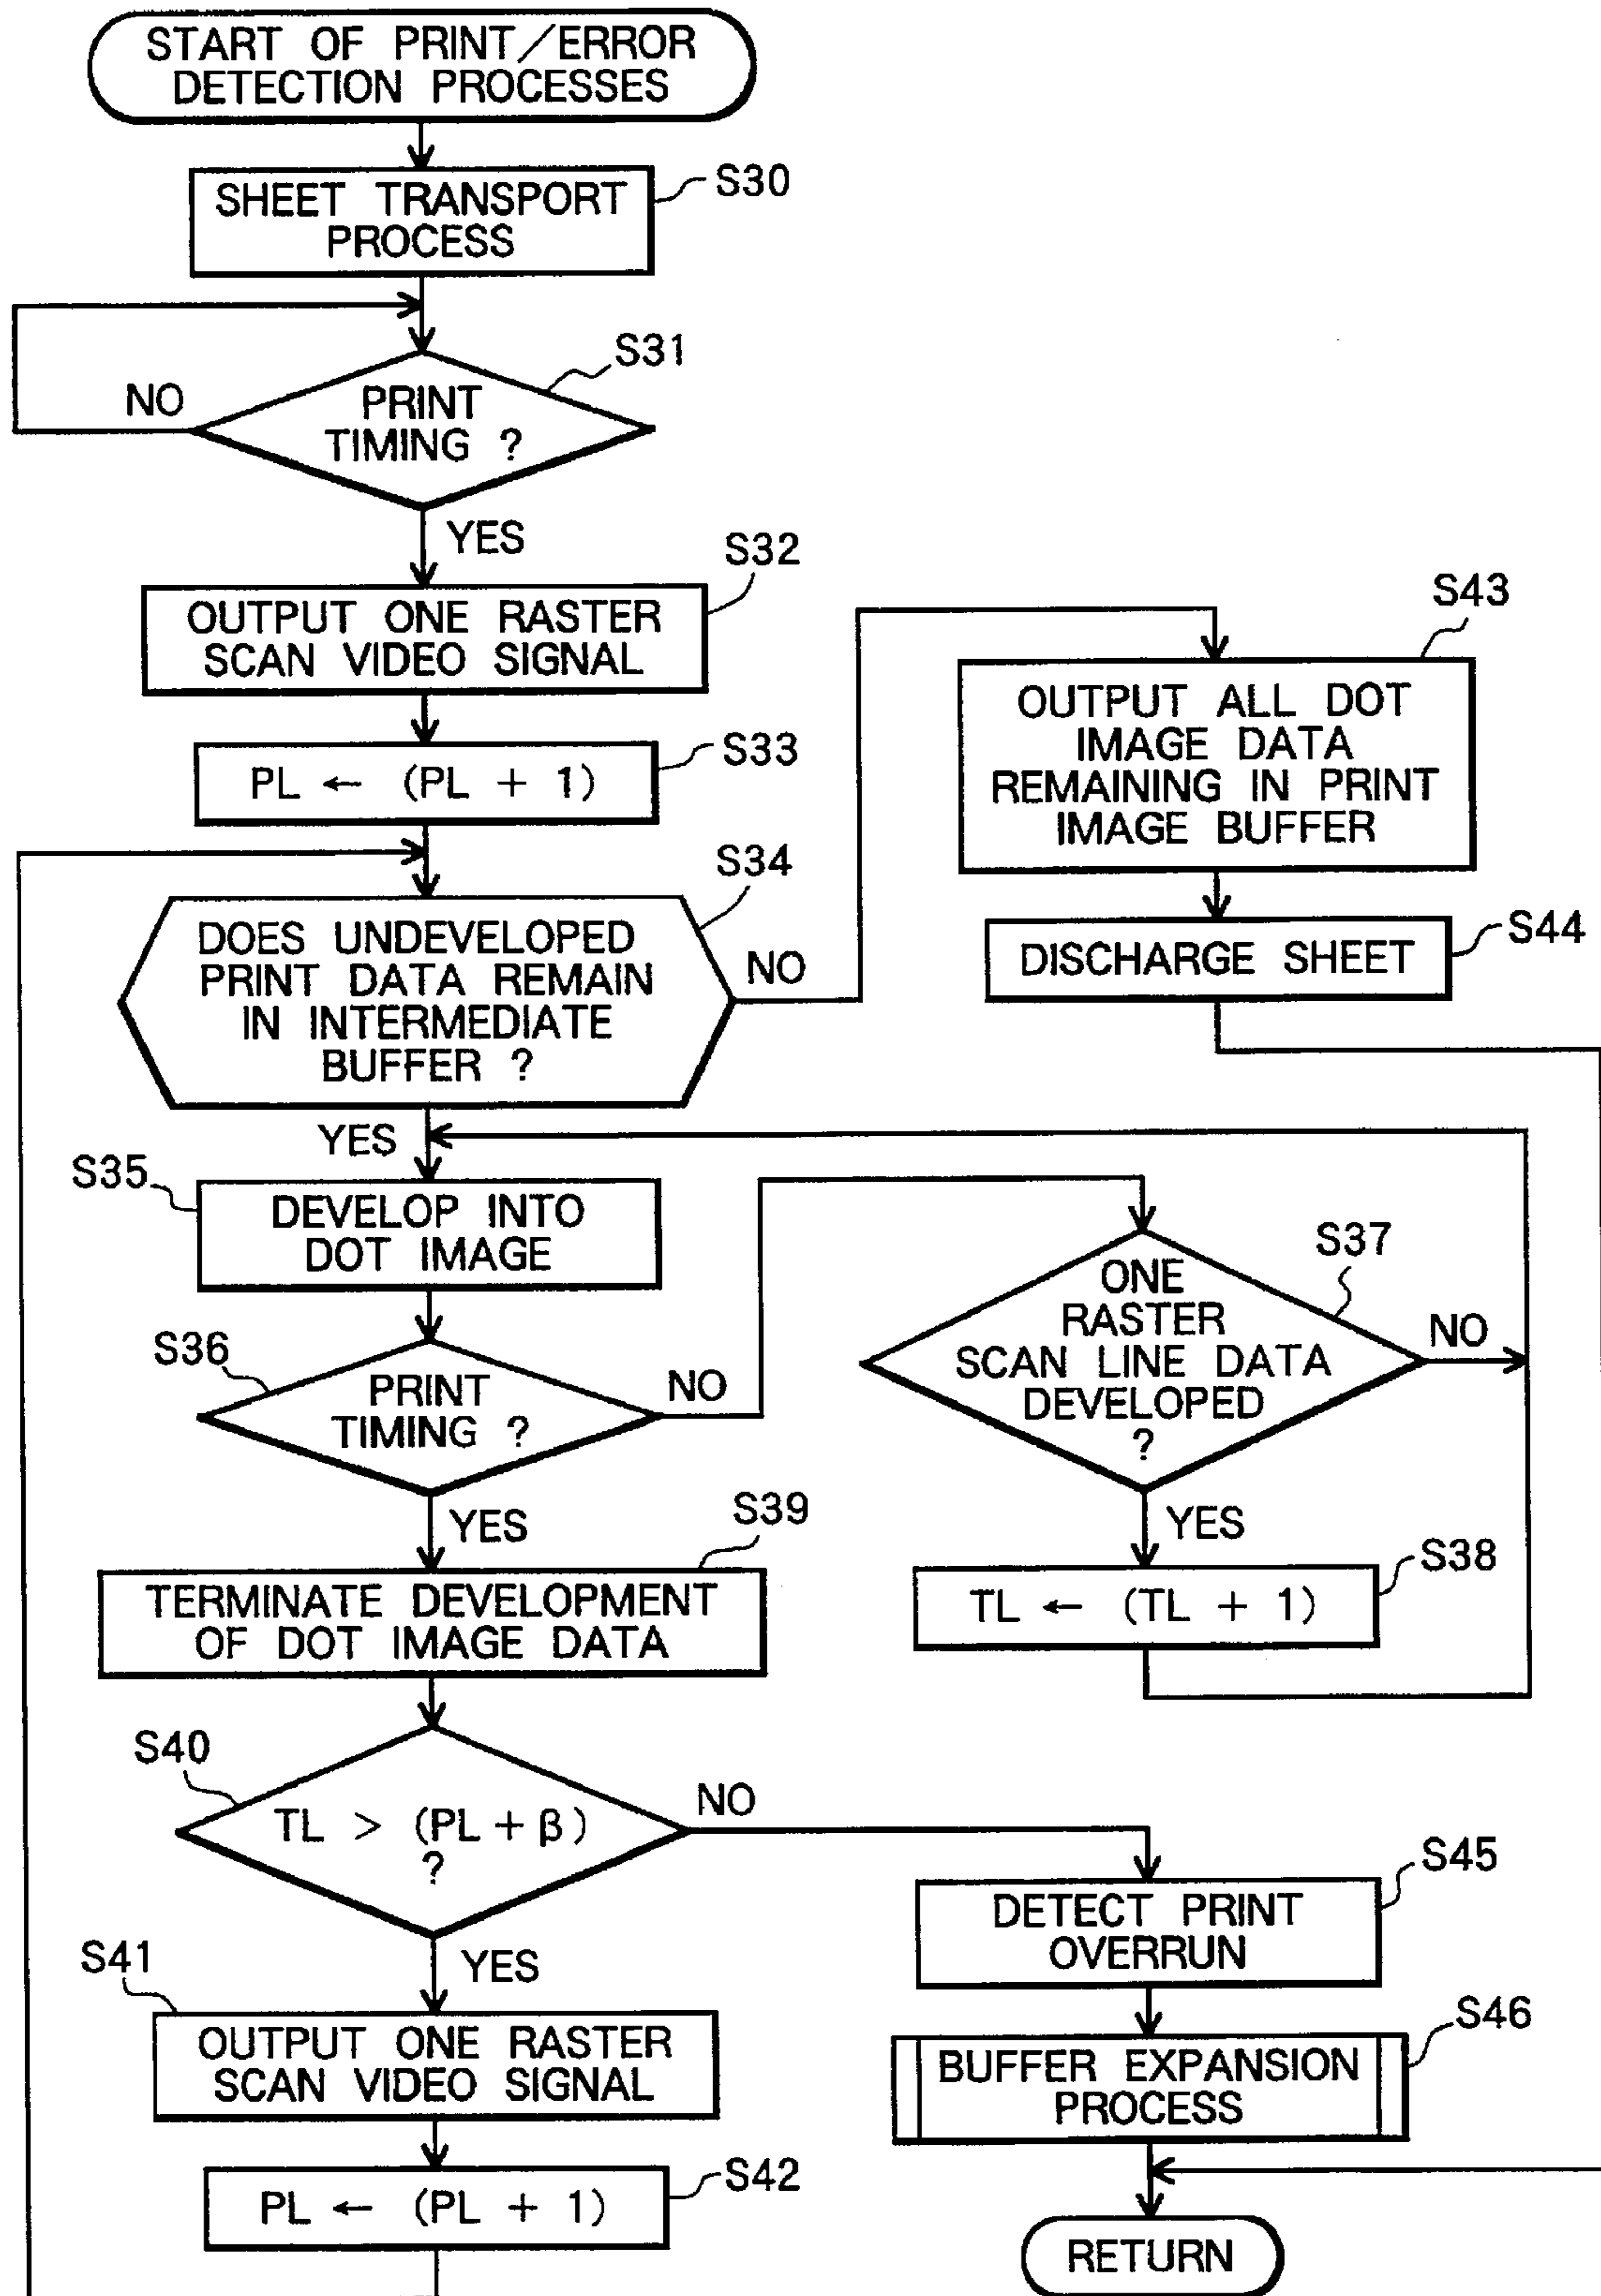 START OF PRINT/ERROR
DETECTION PROCESSES
S30
SHEET TRANSPORT
PROCESS
S31
NO
PRINT
TIMING ?
YES
S32
OUTPUT ONE RASTER
SCAN VIDEO SIGNAL
S33
PL ← (PL + 1)
S34
DOES UNDEVELOPED
PRINT DATA REMAIN
IN INTERMEDIATE
BUFFER ?
NO
S43
OUTPUT ALL DOT
IMAGE DATA
REMAINING IN PRINT
IMAGE BUFFER
S44
DISCHARGE SHEET
YES
S35
DEVELOP INTO
DOT IMAGE
S36
PRINT
TIMING ?
NO
S37
ONE
RASTER
SCAN LINE DATA
DEVELOPED
?
NO
YES
S38
TL ← (TL + 1)
YES
S39
TERMINATE DEVELOPMENT
OF DOT IMAGE DATA
S40
TL > (PL + β)
?
NO
S45
DETECT PRINT
OVERRUN
S46
BUFFER EXPANSION
PROCESS
YES
S41
OUTPUT ONE RASTER
SCAN VIDEO SIGNAL
S42
PL ← (PL + 1)
RETURN